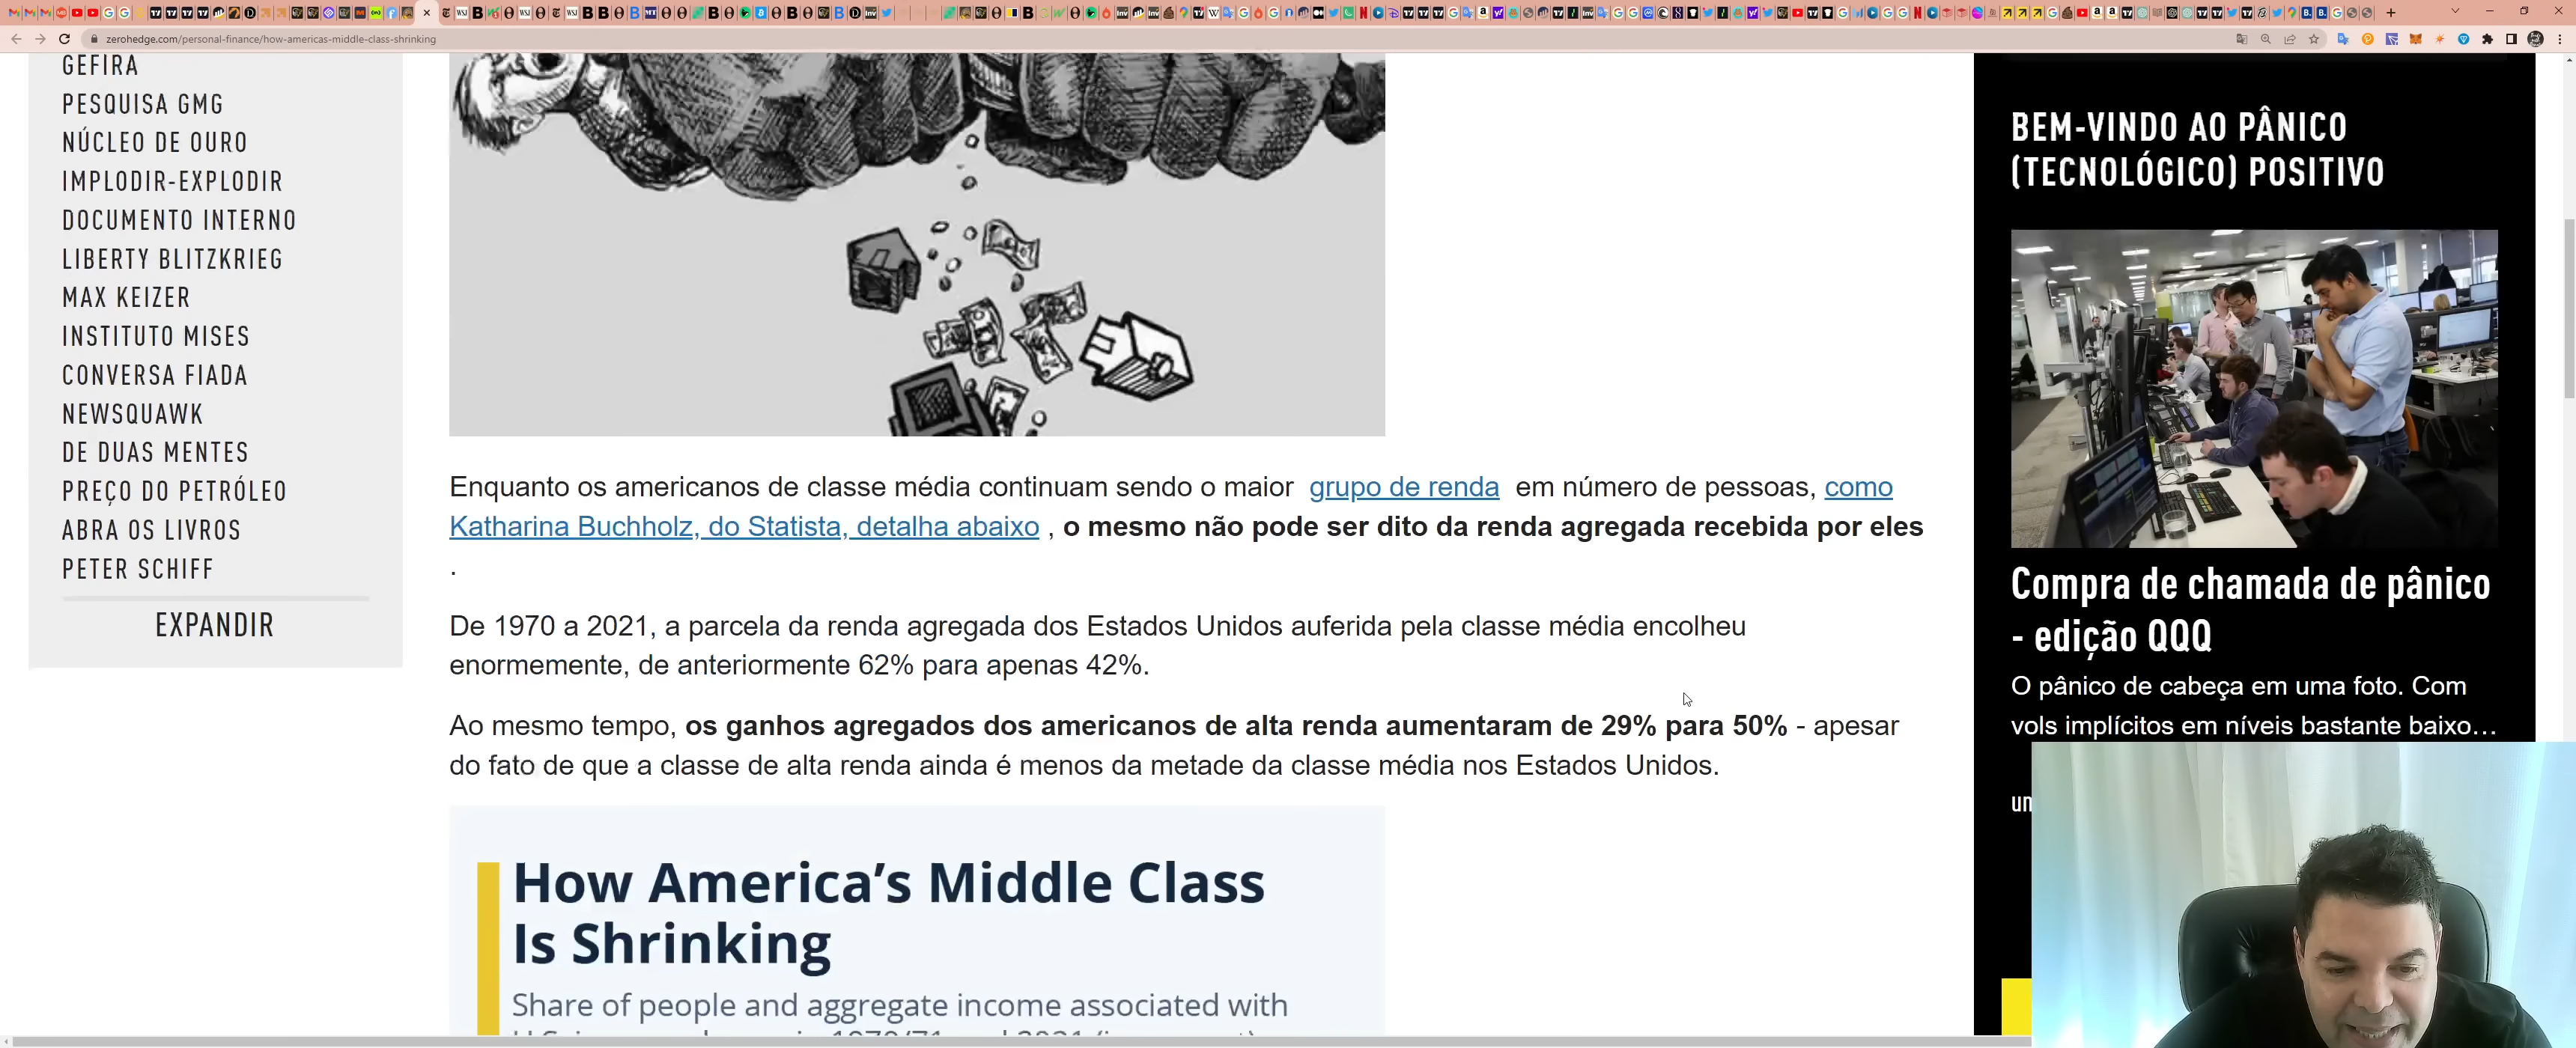 zerohedge.com/personal-finance/how-americas-middle-class-shrinking
GEFIRA
PESQUISA GMG
NÚCLEO DE OURO
IMPLODIR-EXPLODIR
DOCUMENTO INTERNO
LIBERTY BLITZKRIEG
MAX KEIZER
INSTITUTO MISES
CONVERSA FIADA
NEWSQUAWK
DE DUAS MENTES
PREÇO DO PETRÓLEO
ABRA OS LIVROS
PETER SCHIFF
EXPANDIR
Enquanto os americanos de classe média continuam sendo o maior grupo de renda em número de pessoas, como
Katharina Buchholz, do Statista, detalha abaixo , o mesmo não pode ser dito da renda agregada recebida por eles
.
De 1970 a 2021, a parcela da renda agregada dos Estados Unidos auferida pela classe média encolheu
enormemente, de anteriormente 62% para apenas 42%.
Ao mesmo tempo, os ganhos agregados dos americanos de alta renda aumentaram de 29% para 50% - apesar
do fato de que a classe de alta renda ainda é menos da metade da classe média nos Estados Unidos.
How America's Middle Class
Is Shrinking
Share of people and aggregate income associated with
BEM-VINDO AO PÂNICO
(TECNOLÓGICO) POSITIVO
Compra de chamada de pânico
- edição QQQ
O pânico de cabeça em uma foto. Com
vols implícitos em níveis bastante baixo...